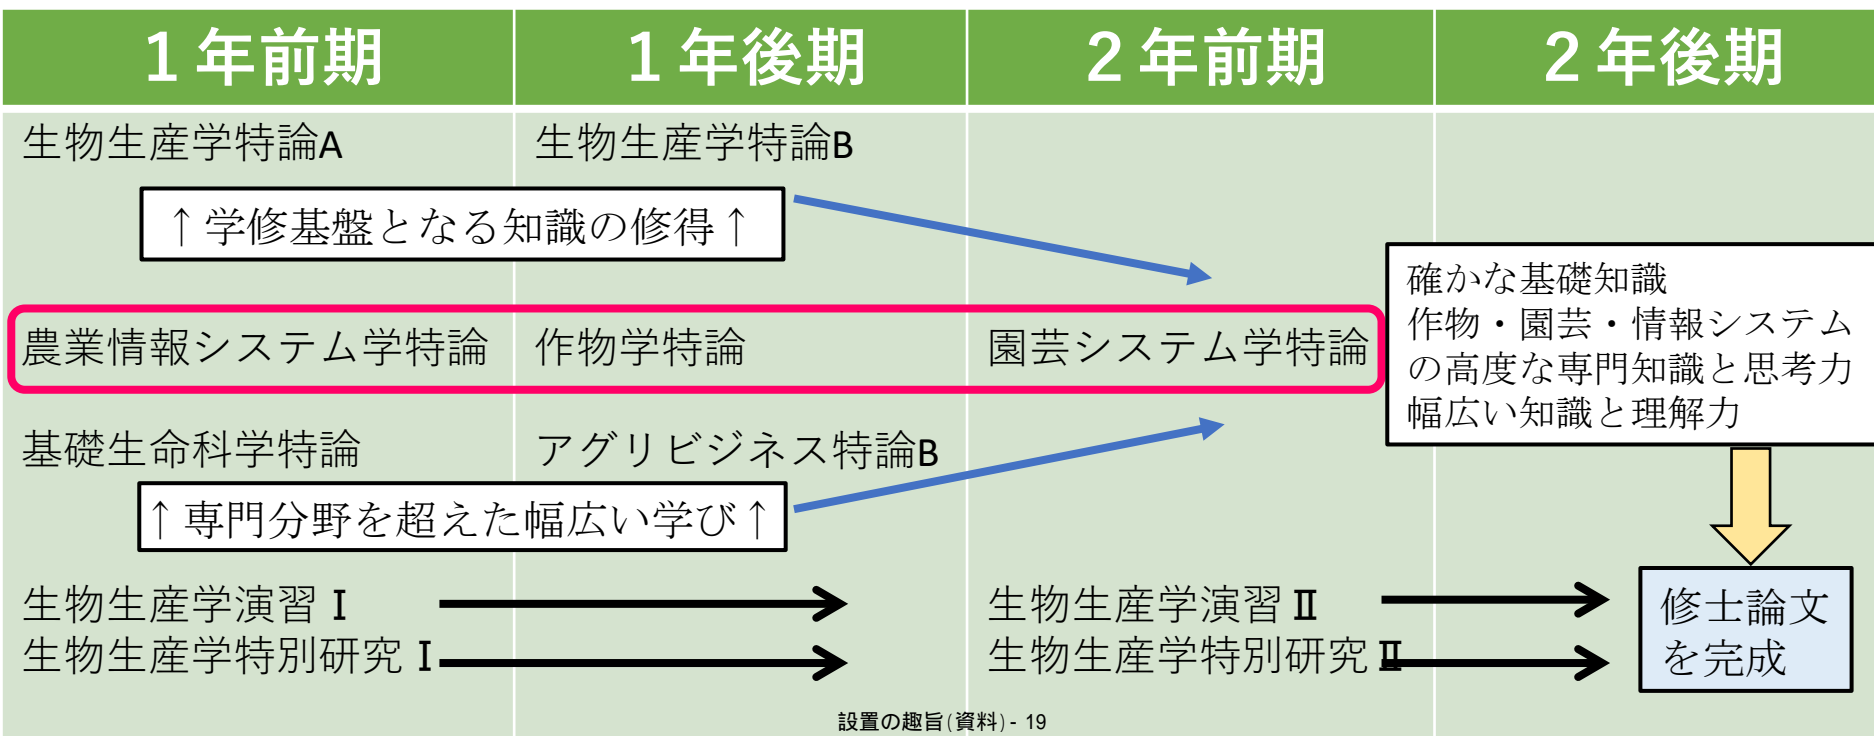 １年前期
１年後期
２年前期
２年後期
生物生産学特論A
生物生産学特論B
↑学修基盤となる知識の修得↑
農業情報システム学特論
作物学特論
園芸システム学特論
確かな基礎知識
作物・園芸・情報システム
の高度な専門知識と思考力
幅広い知識と理解力
基礎生命科学特論
アグリビジネス特論B
↑専門分野を超えた幅広い学び↑
生物生産学演習Ⅰ
生物生産学特別研究Ⅰ
生物生産学演習Ⅱ
生物生産学特別研究Ⅱ
修士論文
を完成
設置の趣旨(資料) - 19